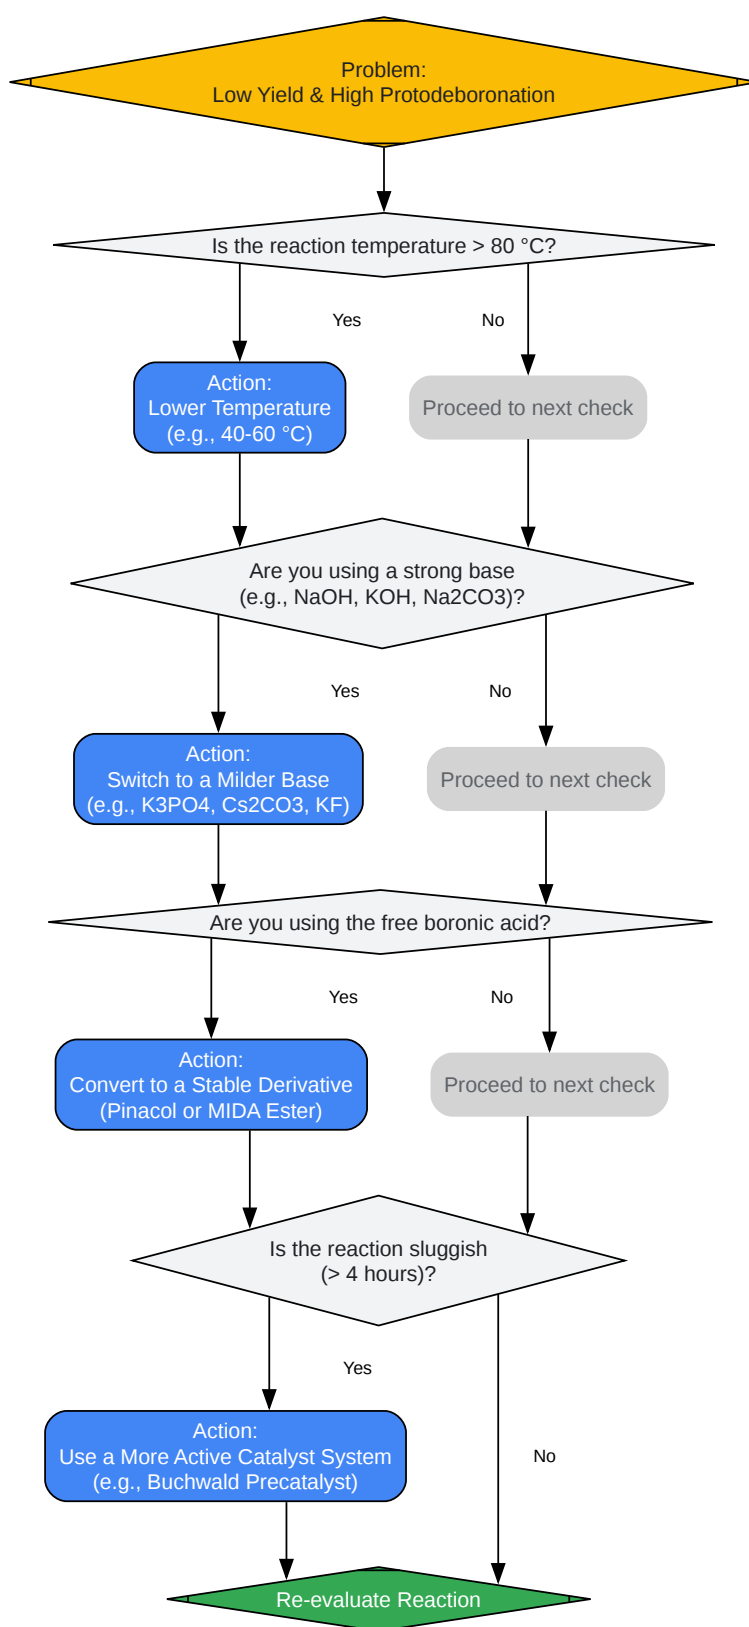 Problem:
Low Yield & High Protodeboronation
Is the reaction temperature > 80 °C?
Yes
No
Action:
Lower Temperature
(e.g., 40-60 °C)
Proceed to next check
Are you using a strong base
(e.g., NaOH, KOH, Na2CO3)?
Yes
No
Action:
Switch to a Milder Base
(e.g., K3PO4, Cs2CO3, KF)
Proceed to next check
Are you using the free boronic acid?
Yes
No
Action:
Convert to a Stable Derivative
(Pinacol or MIDA Ester)
Proceed to next check
Is the reaction sluggish
(> 4 hours)?
Yes
Action:
Use a More Active Catalyst System
(e.g., Buchwald Precatalyst)
No
Re-evaluate Reaction